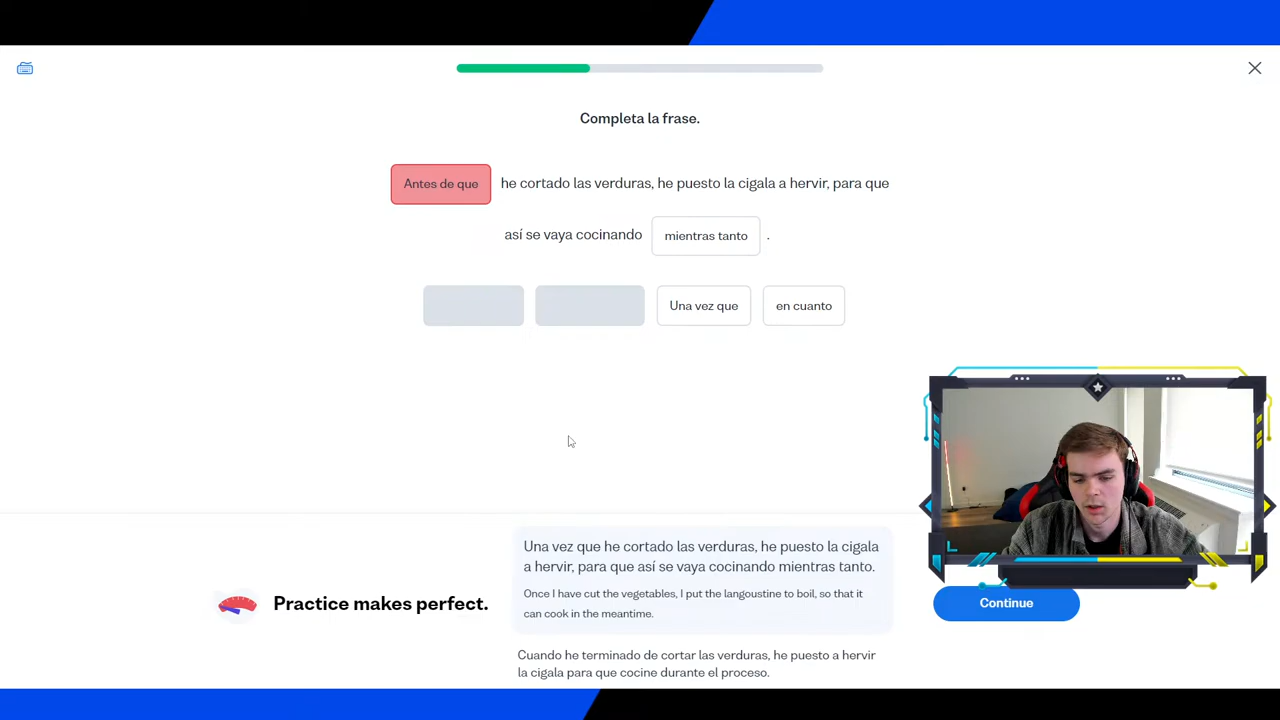 Completa la frase.
Antes de que he cortado las verduras, he puesto la cigala a hervir, para que
así se vaya cocinando mientras tanto .
Una vez que en cuanto
Practice makes perfect.
Una vez que he cortado las verduras, he puesto la cigala
a hervir, para que así se vaya cocinando mientras tanto.
Once I have cut the vegetables, I put the langoustine to boil, so that it
can cook in the meantime.
Cuando he terminado de cortar las verduras, he puesto a hervir
la cigala para que cocine durante el proceso.
Continue